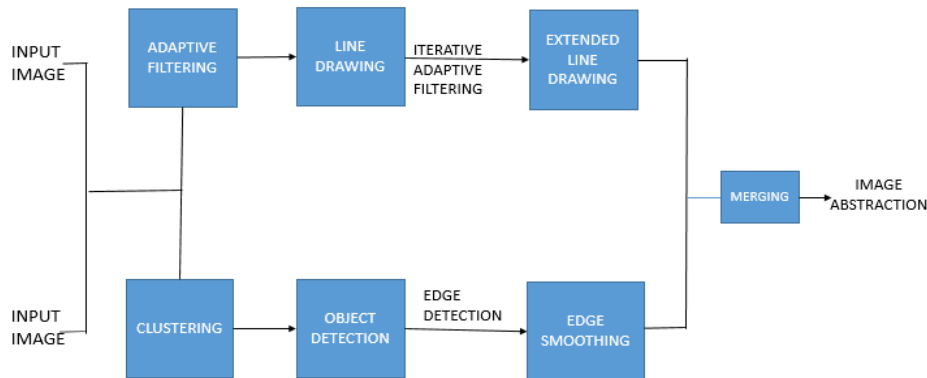 INPUT
IMAGE
ADAPTIVE
FILTERING
LINE
DRAWING
ITERATIVE
ADAPTIVE
FILTERING
EXTENDED
LINE
DRAWING
MERGING
IMAGE
ABSTRACTION
INPUT
IMAGE
CLUSTERING
OBJECT
DETECTION
EDGE
DETECTION
EDGE
SMOOTHING